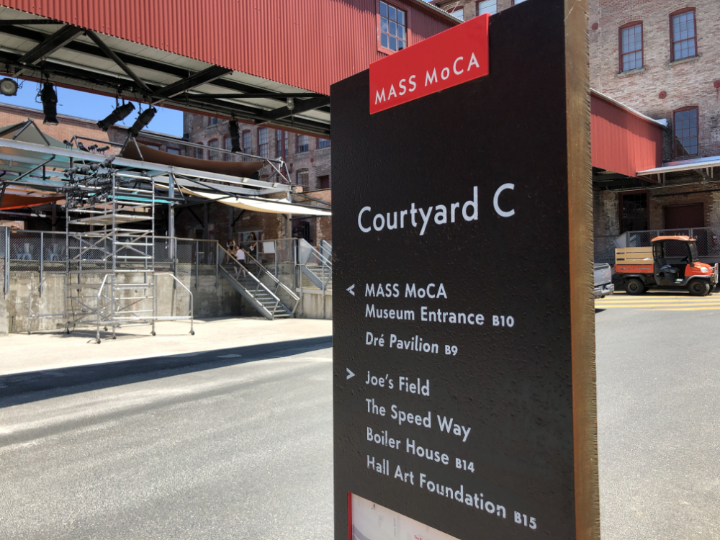 MASS MoCA
Courtyard C
< MASS MoCA
Museum Entrance B10
Dré Pavilion B9
> Joe's Field
The Speed Way
Boiler House B14
Hall Art Foundation B15